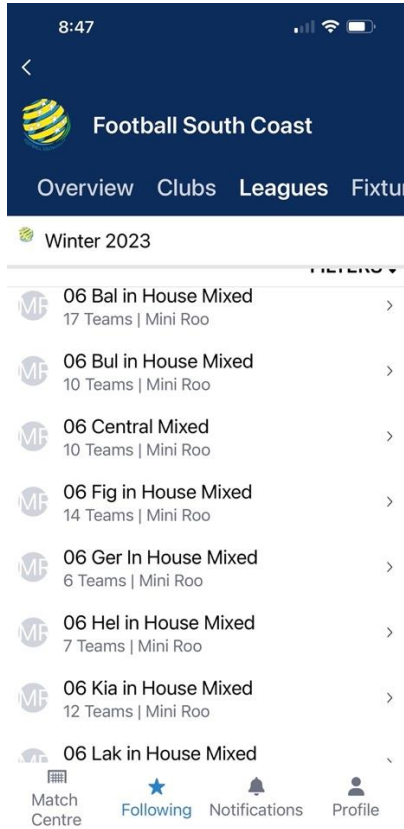 8:47
Football South Coast
Overview Clubs Leagues Fixtu
Winter 2023
FILTERS
06 Bal in House Mixed
17 Teams | Mini Roo
06 Bul in House Mixed
10 Teams | Mini Roo
06 Central Mixed
10 Teams | Mini Roo
06 Fig in House Mixed
14 Teams | Mini Roo
06 Ger In House Mixed
6 Teams | Mini Roo
06 Hel in House Mixed
7 Teams | Mini Roo
06 Kia in House Mixed
12 Teams | Mini Roo
06 Lak in House Mixed
Match Centre
Following
Notifications
Profile